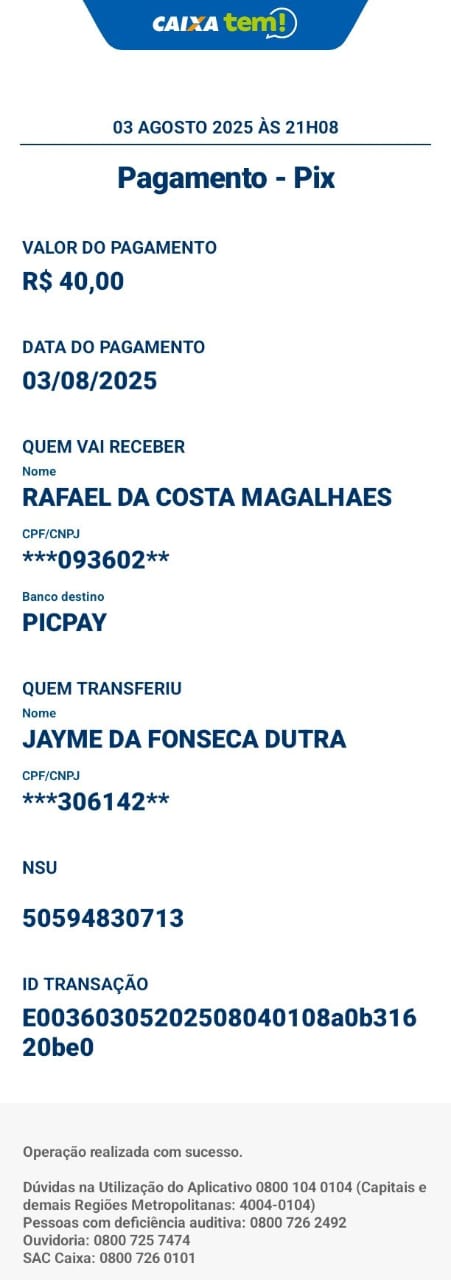 CAIXA tem!
03 AGOSTO 2025 ÀS 21H08
Pagamento - Pix
VALOR DO PAGAMENTO
R$ 40,00
DATA DO PAGAMENTO
03/08/2025
QUEM VAI RECEBER
Nome
RAFAEL DA COSTA MAGALHAES
CPF/CNPJ
***093602**
Banco destino
PICPAY
QUEM TRANSFERIU
Nome
JAYME DA FONSECA DUTRA
CPF/CNPJ
***306142**
NSU
50594830713
ID TRANSAÇÃO
E00360305202508040108a0b316
20be0
Operação realizada com sucesso.
Dúvidas na Utilização do Aplicativo 0800 104 0104 (Capitais e
demais Regiões Metropolitanas: 4004-0104)
Pessoas com deficiência auditiva: 0800 726 2492
Ouvidoria: 0800 725 7474
SAC Caixa: 0800 726 0101